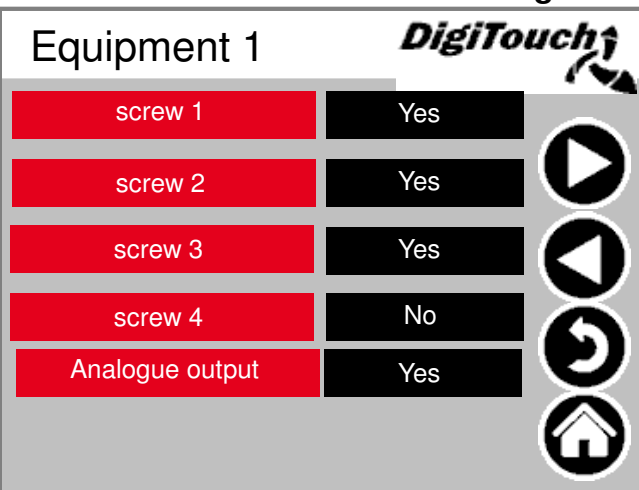 Equipment 1
DigiTouch
screw 1 Yes
screw 2 Yes
screw 3 Yes
screw 4 No
Analogue output Yes